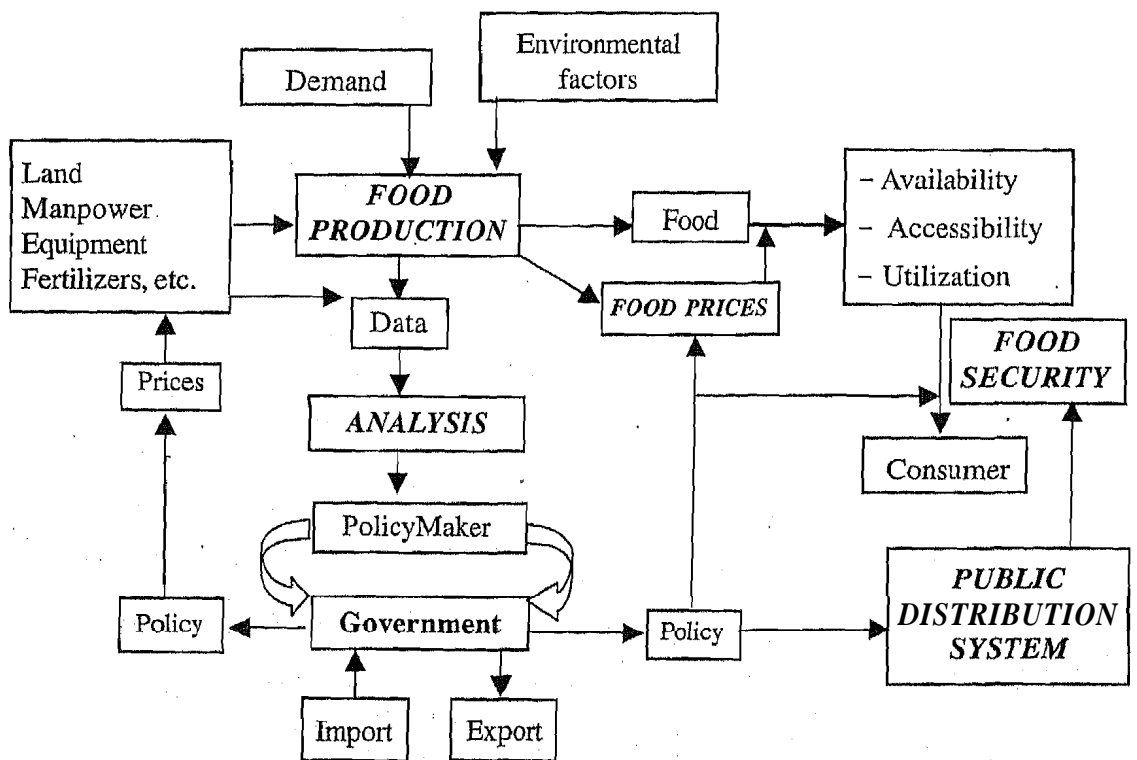 Demand
Environmental
factors
Land
Manpower
Equipment
Fertilizers, etc.
FOOD
PRODUCTION
Food
– Availability
– Accessibility
– Utilization
FOOD PRICES
Data
FOOD
SECURITY
Prices
ANALYSIS
Consumer
PolicyMaker
Policy
Government
Policy
PUBLIC
DISTRIBUTION
SYSTEM
Import
Export